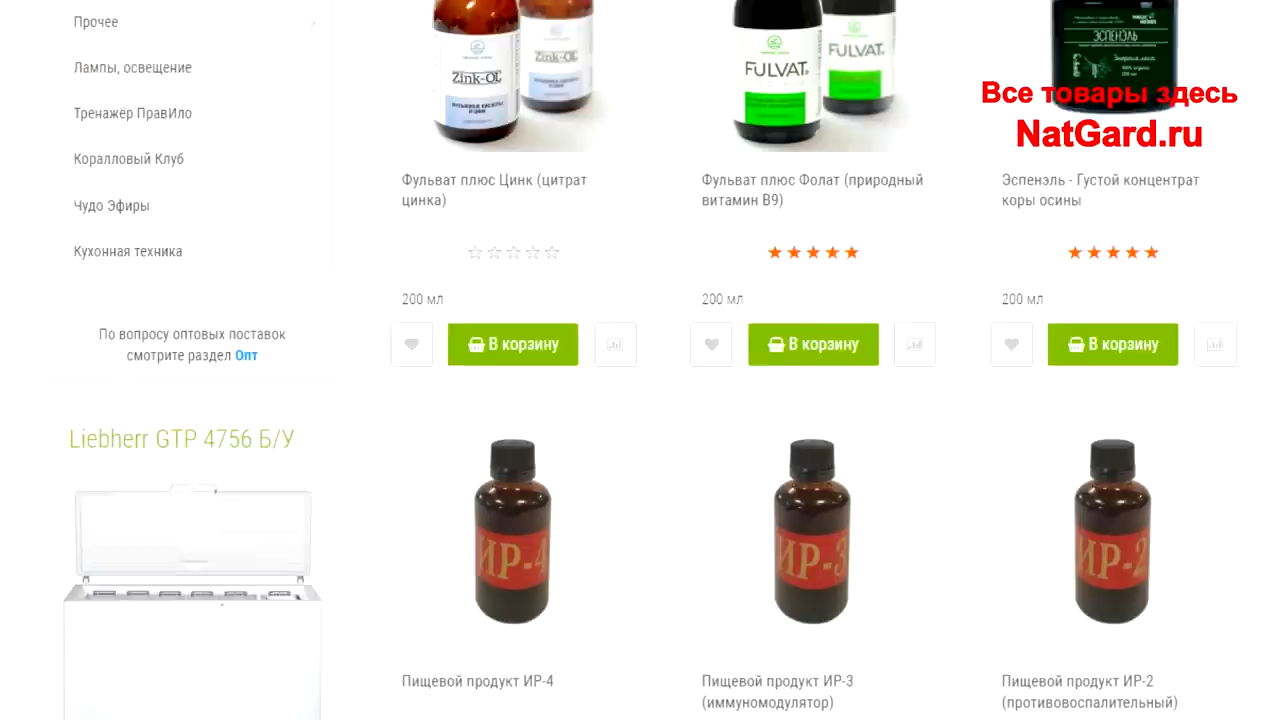 Прочее
Лампы, освещение
Тренажёр ПравИло
Коралловый Клуб
Чудо Эфиры
Кухонная техника
По вопросу оптовых поставок
смотрите раздел Опт
Liebherr GTP 4756 Б/У
Zink-OL
Zink-OL
FULVAT
FULVAT
ЭСПЕНЭЛЬ
Все товары здесь
NatGard.ru
Фульват плюс Цинк (цитрат
цинка)
Фульват плюс Фолат (природный
витамин B9)
Эспенэль - Густой концентрат
коры осины
200 мл
200 мл
200 мл
В корзину
В корзину
В корзину
ИР-4
ИР-3
ИР-2
Пищевой продукт ИР-4
Пищевой продукт ИР-3
(иммуномодулятор)
Пищевой продукт ИР-2
(противовоспалительный)